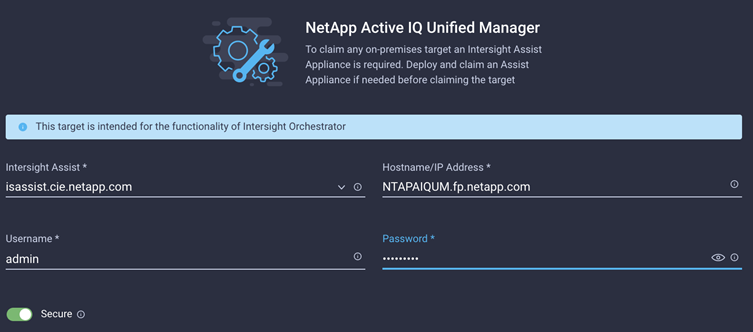 NetApp Active IQ Unified Manager
To claim any on-premises target an Intersight Assist
Appliance is required. Deploy and claim an Assist
Appliance if needed before claiming the target
This target is intended for the functionality of Intersight Orchestrator
Intersight Assist *
isassist.cie.netapp.com
Hostname/IP Address *
NTAPAIQUM.fp.netapp.com
Username *
admin
Password *
•••••••••
Secure